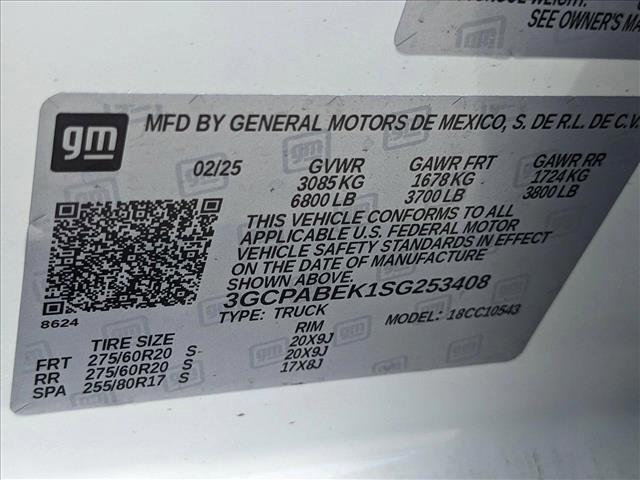 SEE OWNER'S MA
gm
MFD BY GENERAL MOTORS DE MEXICO, S. DE R.L. DE C.V.
02/25 GVWR GAWR FRT GAWR RR
3085 KG 1678 KG 1724 KG
6800 LB 3700 LB 3800 LB
THIS VEHICLE CONFORMS TO ALL
APPLICABLE U.S. FEDERAL MOTOR
VEHICLE SAFETY STANDARDS IN EFFECT
ON THE DATE OF MANUFACTURE.
3GCPABEK1SG253408
8624
TYPE: TRUCK MODEL: 18CC10543
TIRE SIZE RIM
FRT 275/60R20 S 20X9J
RR 275/60R20 S 20X9J
SPA 255/80R17 S 17X8J